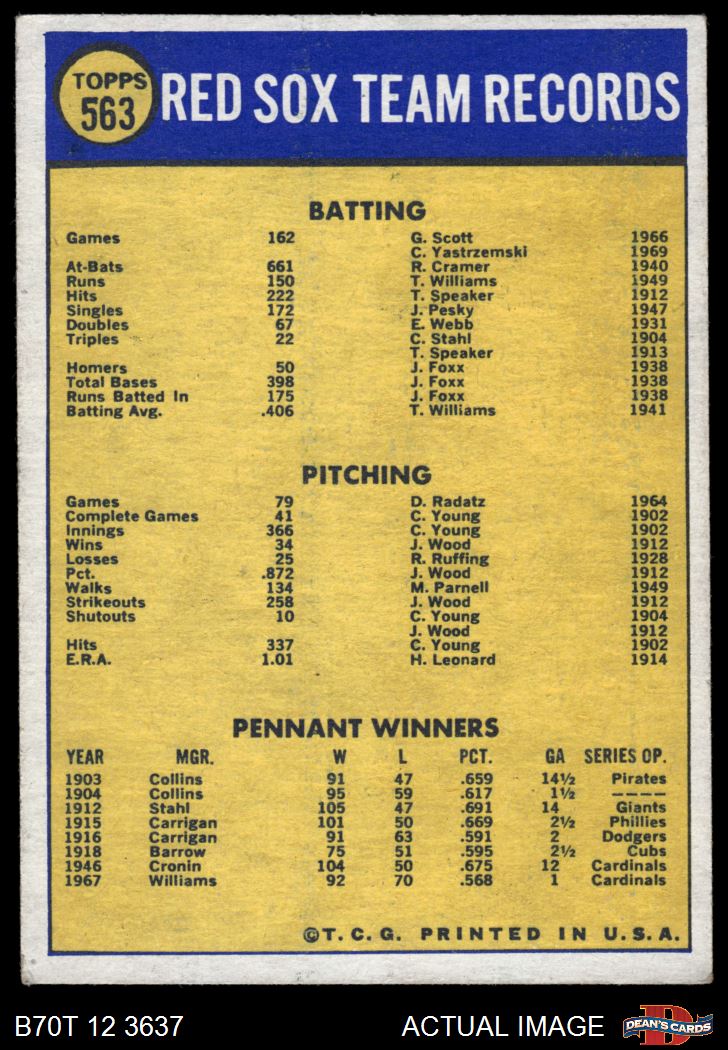 TOPPS
563
RED SOX TEAM RECORDS
BATTING
Games 162 G. Scott 1966
C. Yastrzemski 1969
At-Bats 661 R. Cramer 1940
Runs 150 T. Williams 1949
Hits 222 T. Speaker 1912
Singles 172 J. Pesky 1947
Doubles 67 E. Webb 1931
Triples 22 C. Stahl 1904
T. Speaker 1913
Homers 50 J. Foxx 1938
Total Bases 398 J. Foxx 1938
Runs Batted In 175 J. Foxx 1938
Batting Avg. .406 T. Williams 1941
PITCHING
Games 79 D. Radatz 1964
Complete Games 41 C. Young 1902
Innings 366 C. Young 1902
Wins 34 J. Wood 1912
Losses 25 R. Ruffing 1928
Pct. .872 J. Wood 1912
Walks 134 M. Parnell 1949
Strikeouts 258 J. Wood 1912
Shutouts 10 C. Young 1904
J. Wood 1912
Hits 337 C. Young 1902
E.R.A. 1.01 H. Leonard 1914
PENNANT WINNERS
YEAR MGR. W L PCT. GA SERIES OP.
1903 Collins 91 47 .659 14½ Pirates
1904 Collins 95 59 .617 1½ ----
1912 Stahl 105 47 .691 14 Giants
1915 Carrigan 101 50 .669 2½ Phillies
1916 Carrigan 91 63 .591 2 Dodgers
1918 Barrow 75 51 .595 2½ Cubs
1946 Cronin 104 50 .675 12 Cardinals
1967 Williams 92 70 .568 1 Cardinals
©T. C. G. PRINTED IN U. S. A.
B70T 12 3637 ACTUAL IMAGE DEAN'S CARDS